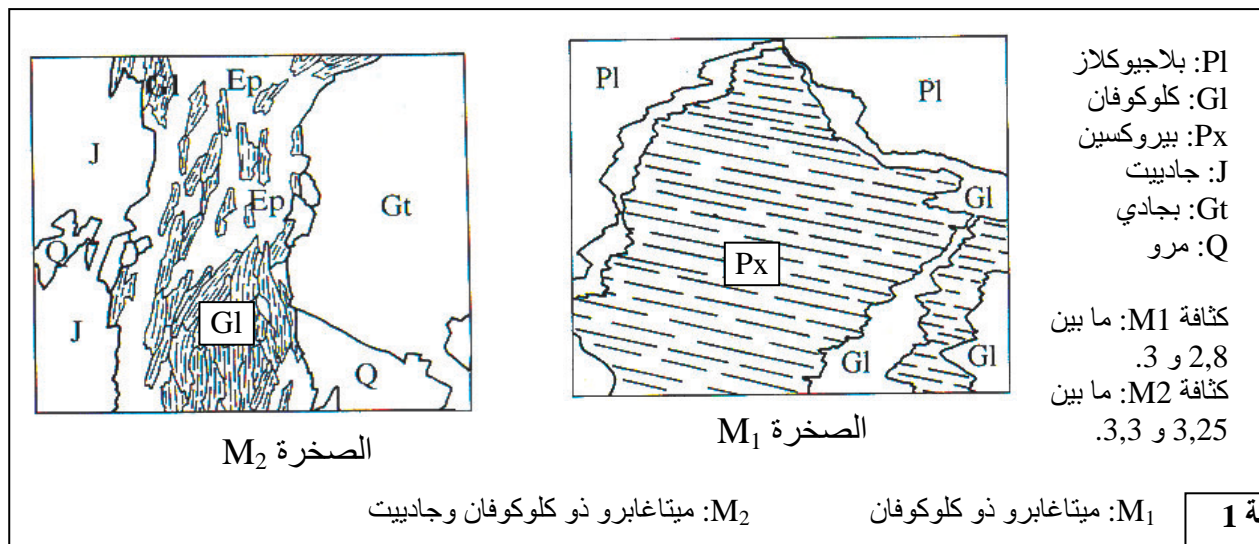 Pl: بلاجيوكلاز
Gl: كلوكوفان
Px: بيروكسين
J: جادييت
Gt: بجادي
Q: مرو
كثافة M1: ما بين
2,8 و 3.
كثافة M2: ما بين
3,25 و 3,3.
Pl
Pl
Gl
Px
Gl
Gl
الصخرة M₁
Gl
Ep
J
Ep
Gt
Q
J
Gl
Q
الصخرة M₂
M₁: ميتاغابرو ذو كلوكوفان
M₂: ميتاغابرو ذو كلوكوفان وجادييت
1